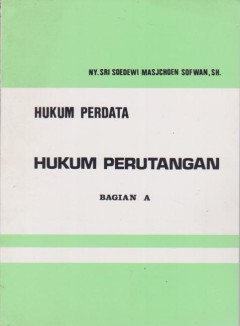 NY. SRI SOEDEWI MASJCHOEN SOFWAN, SH.
HUKUM PERDATA
HUKUM PERUTANGAN
BAGIAN A